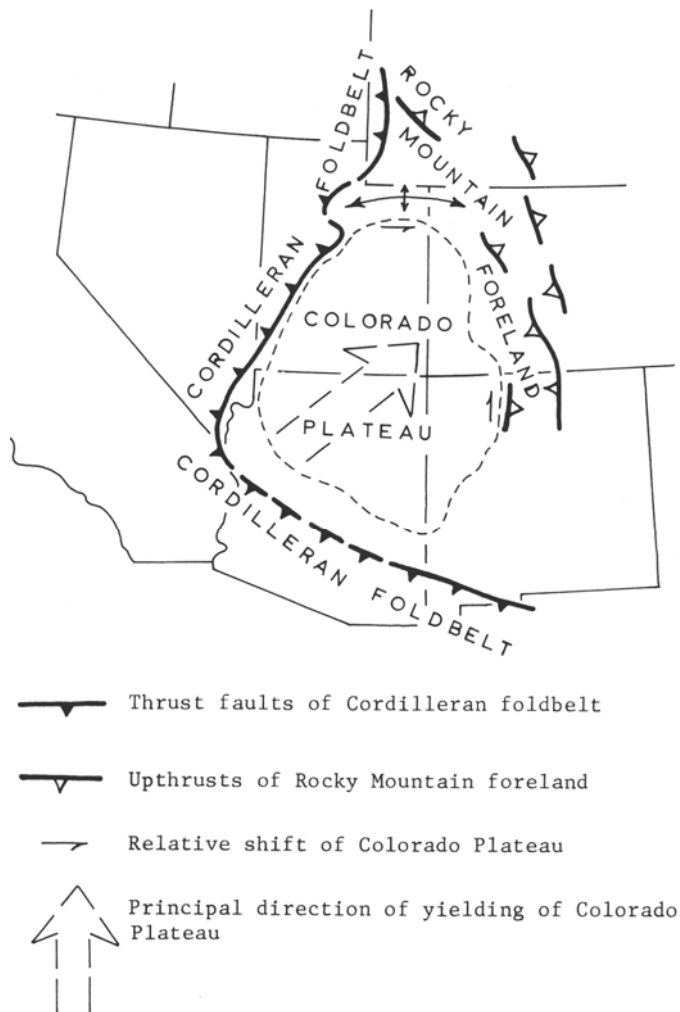 FOLDBELT
ROCKY
MOUNTAIN
FORELAND
CORDILLERAN
COLORADO
PLATEAU
CORDILLERAN FOLDBELT
Thrust faults of Cordilleran foldbelt
Upthrusts of Rocky Mountain foreland
Relative shift of Colorado Plateau
Principal direction of yielding of Colorado
Plateau